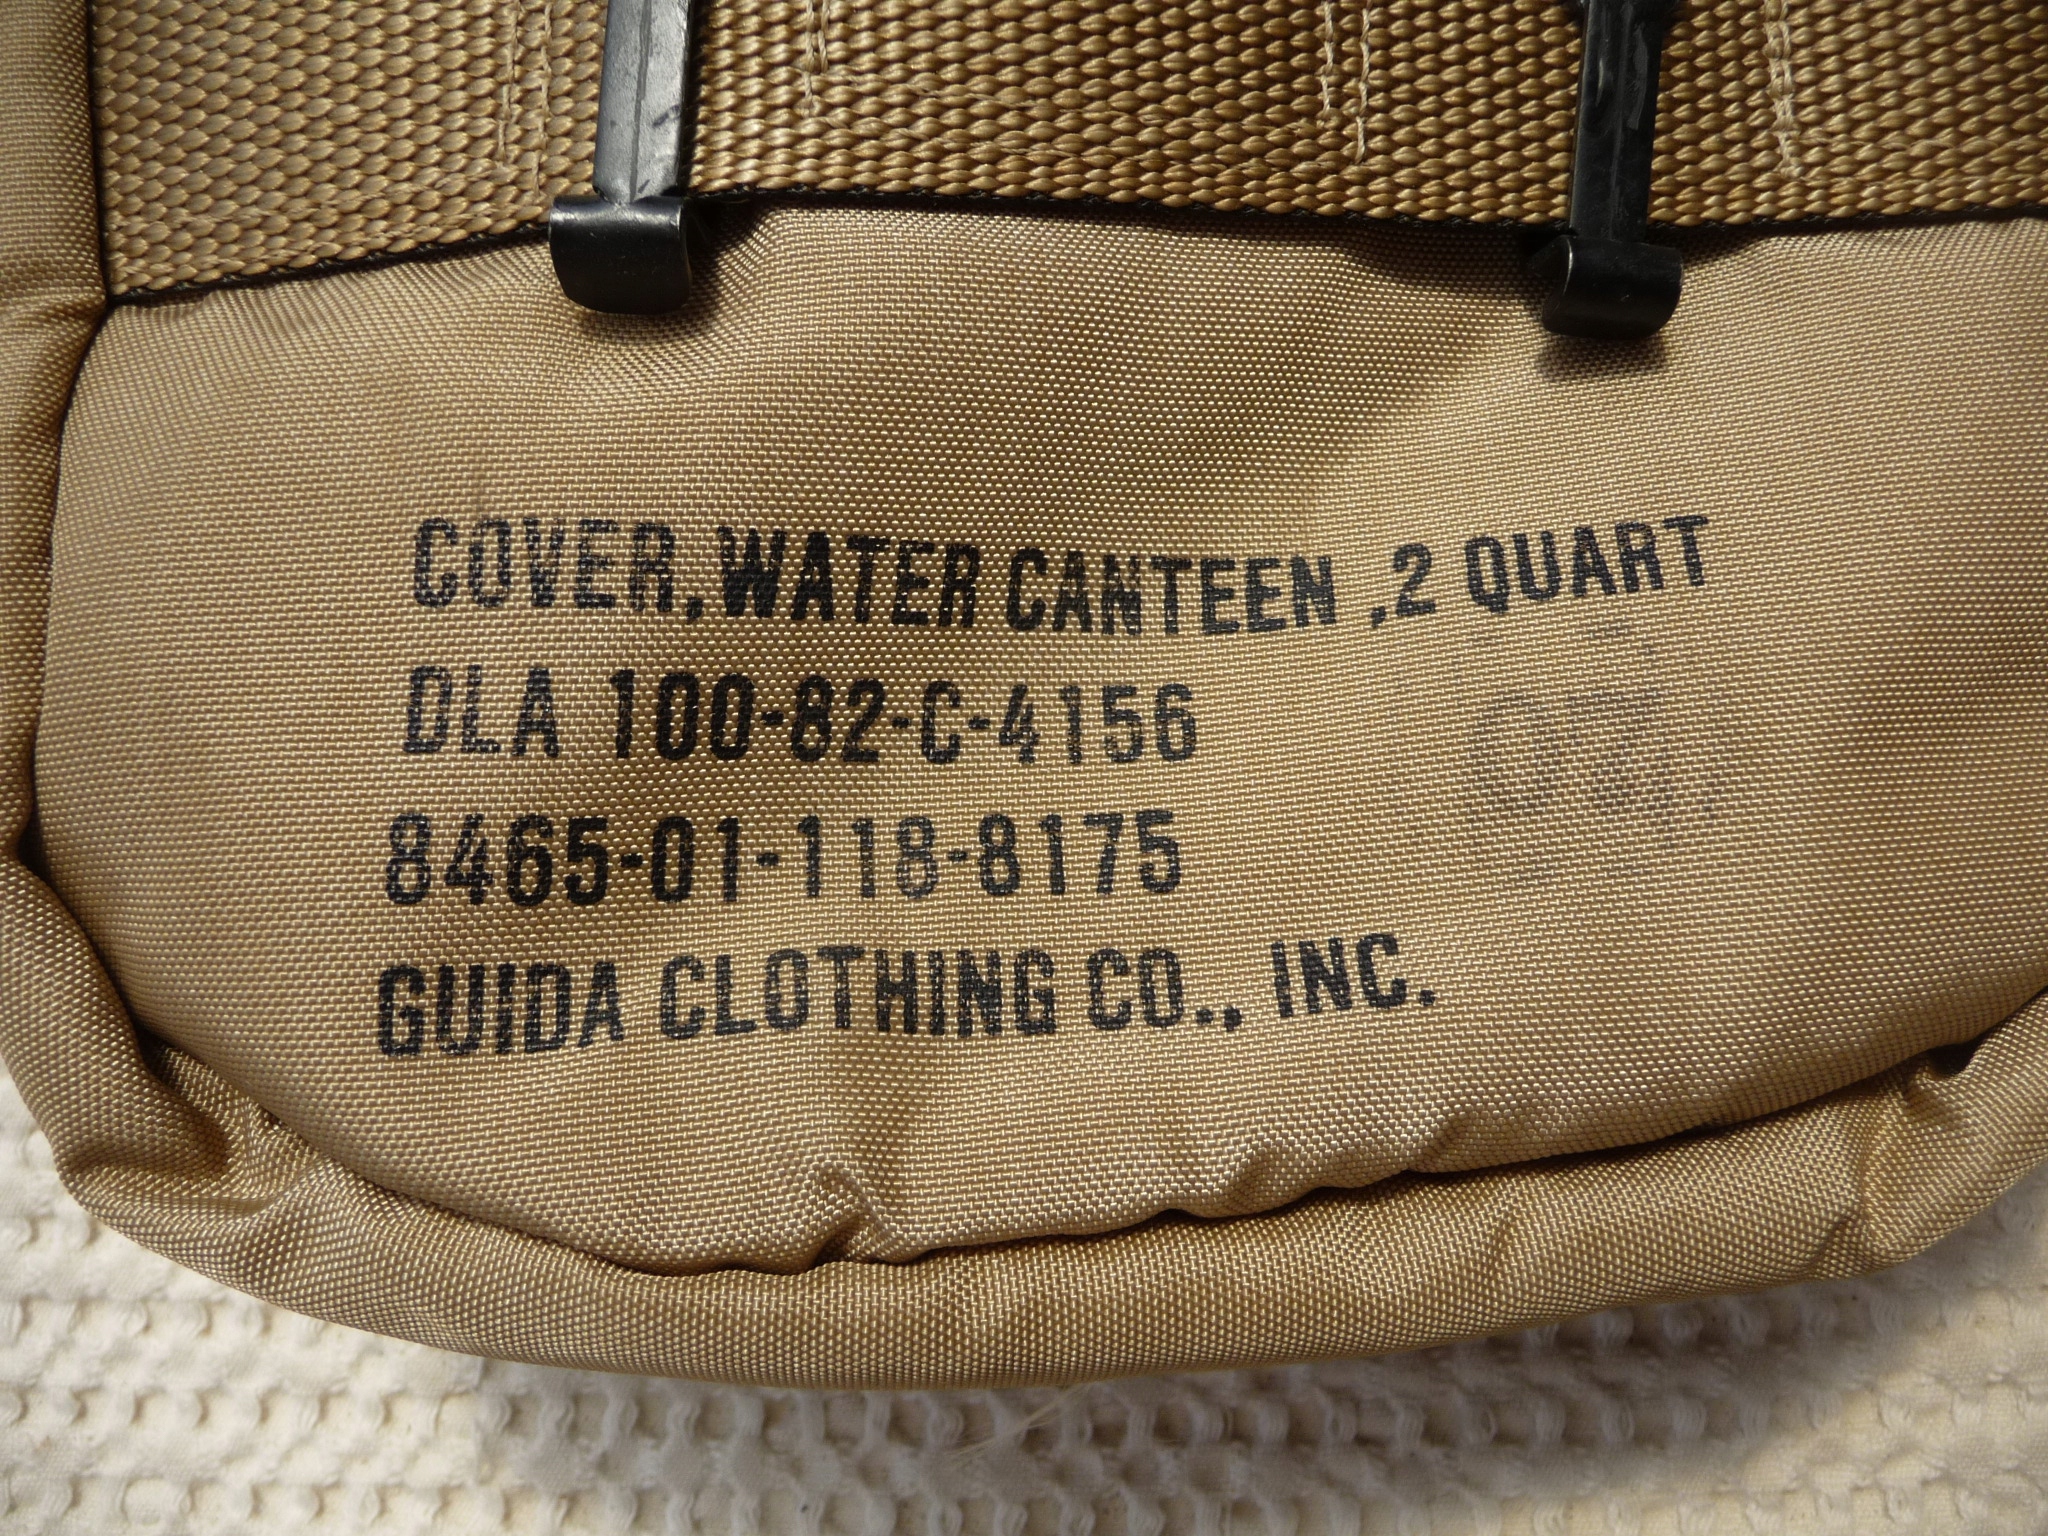 COVER, WATER CANTEEN ,2 QUART
DLA 100-82-C-4156
8465-01-118-8175
GUIDA CLOTHING CO., INC.